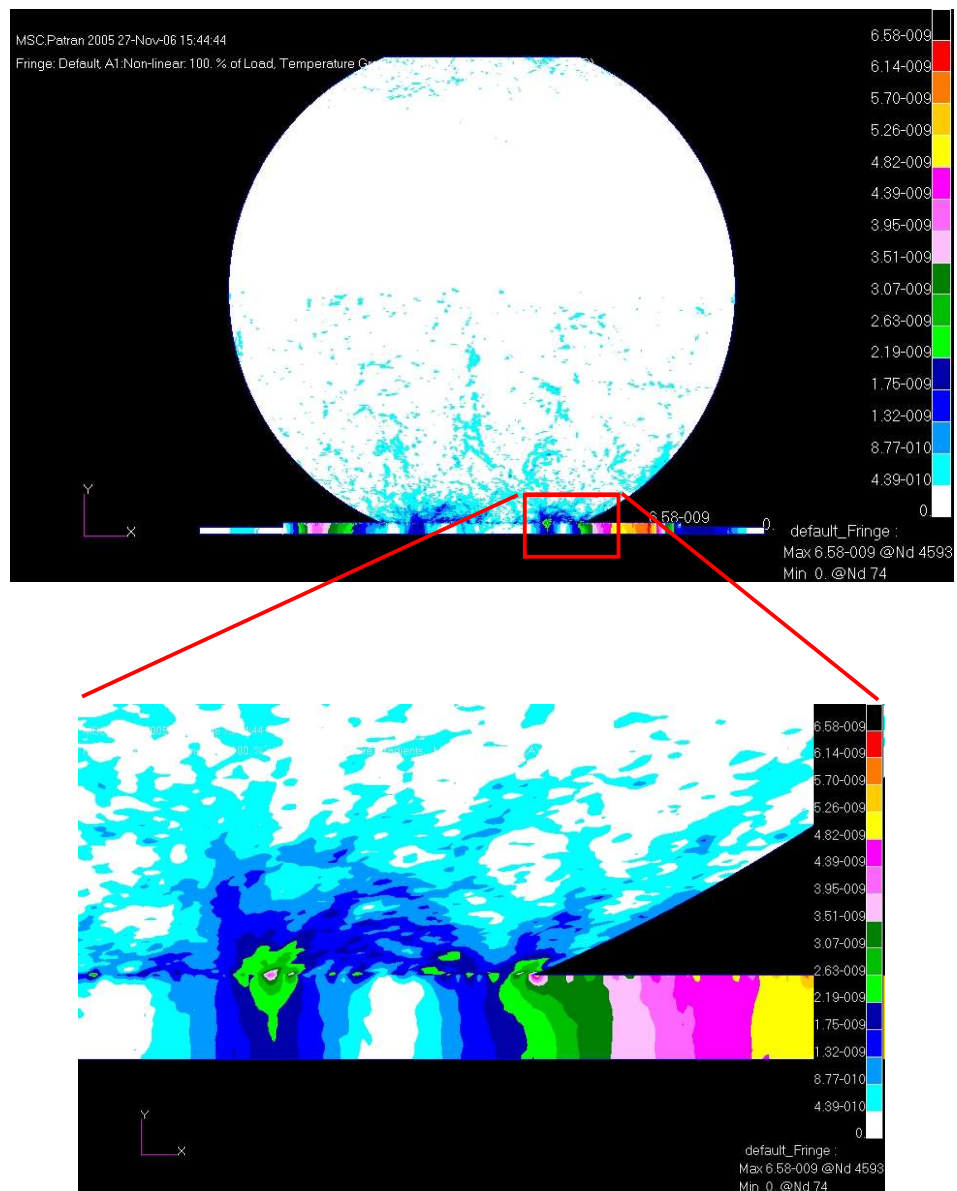 MSC.Patran 2005 27-Nov-06 15:44:44
Fringe: Default, A1:Non-linear: 100. % of Load, Temperature Gr
6.58-009
6.14-009
5.70-009
5.26-009
4.82-009
4.39-009
3.95-009
3.51-009
3.07-009
2.63-009
2.19-009
1.75-009
1.32-009
8.77-010
4.39-010
0.
Y
X
6.58-009
0.
default_Fringe :
Max 6.58-009 @Nd 4593
Min 0. @Nd 74
6.58-009
6.14-009
5.70-009
5.26-009
4.82-009
4.39-009
3.95-009
3.51-009
3.07-009
2.63-009
2.19-009
1.75-009
1.32-009
8.77-010
4.39-010
0.
Y
X
default_Fringe :
Max 6.58-009 @Nd 4593
Min 0. @Nd 74